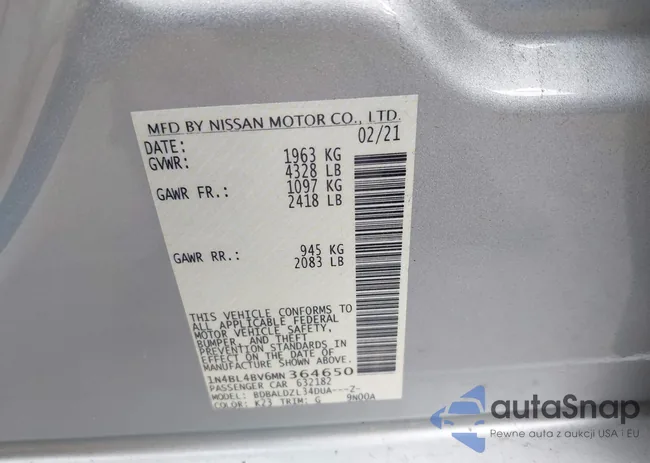 MFD BY NISSAN MOTOR CO., LTD.
DATE: 02/21
GVWR: 1963 KG
4328 LB
GAWR FR.: 1097 KG
2418 LB
GAWR RR.: 945 KG
2083 LB
THIS VEHICLE CONFORMS TO
ALL APPLICABLE FEDERAL
MOTOR VEHICLE SAFETY,
BUMPER, AND THEFT
PREVENTION STANDARDS IN
EFFECT ON THE DATE OF
MANUFACTURE SHOWN ABOVE.
1N4BL4BV6MN364650
PASSENGER CAR 632182
MODEL: BDBALDZL34DUA---Z-
COLOR: K23 TRIM: G 9N00A
autoSnap
Pewne auta z aukcji USA i EU